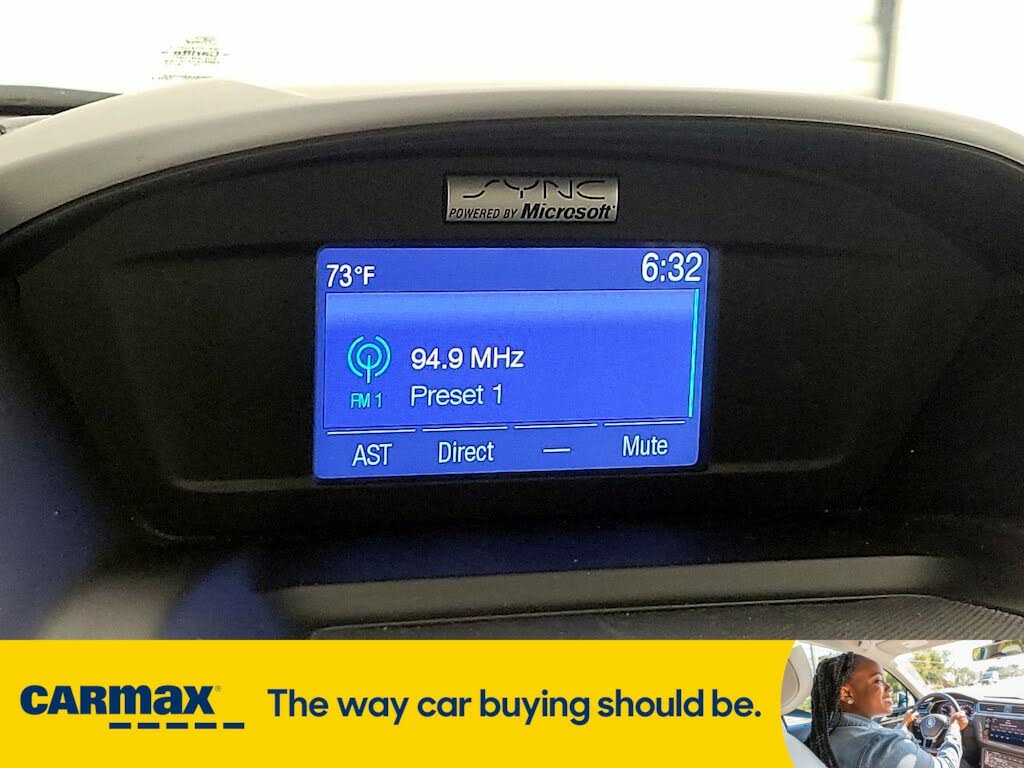 SYNC
POWERED BY Microsoft
73°F
6:32
94.9 MHz
FM 1
Preset 1
AST
Direct
—
Mute
CARMAX
The way car buying should be.